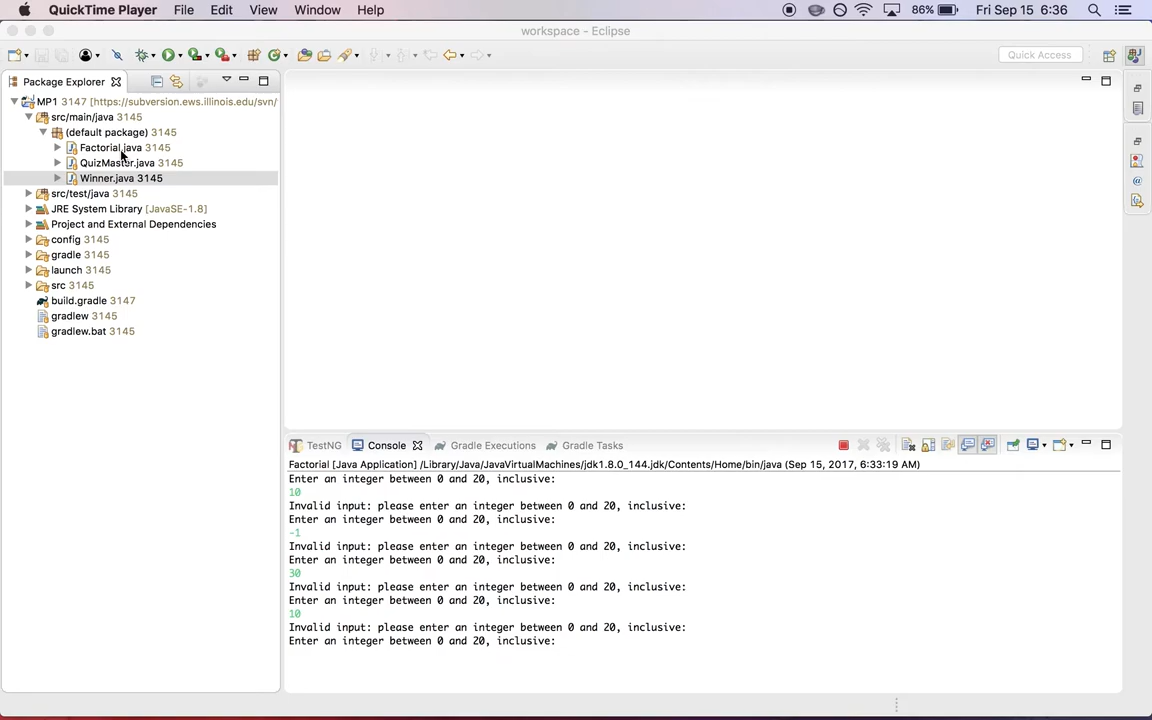 QuickTime Player File Edit View Window Help 86% Fri Sep 15 6:36
workspace - Eclipse
Quick Access
Package Explorer
MP1 3147 [https://subversion.ews.illinois.edu/svn/
src/main/java 3145
(default package) 3145
Factorial.java 3145
QuizMaster.java 3145
Winner.java 3145
src/test/java 3145
JRE System Library [JavaSE-1.8]
Project and External Dependencies
config 3145
gradle 3145
launch 3145
src 3145
build.gradle 3147
gradlew 3145
gradlew.bat 3145
TestNG Console Gradle Executions Gradle Tasks
Factorial [Java Application] /Library/Java/JavaVirtualMachines/jdk1.8.0_144.jdk/Contents/Home/bin/java (Sep 15, 2017, 6:33:19 AM)
Enter an integer between 0 and 20, inclusive:
10
Invalid input: please enter an integer between 0 and 20, inclusive:
Enter an integer between 0 and 20, inclusive:
-1
Invalid input: please enter an integer between 0 and 20, inclusive:
Enter an integer between 0 and 20, inclusive:
30
Invalid input: please enter an integer between 0 and 20, inclusive:
Enter an integer between 0 and 20, inclusive:
10
Invalid input: please enter an integer between 0 and 20, inclusive:
Enter an integer between 0 and 20, inclusive: